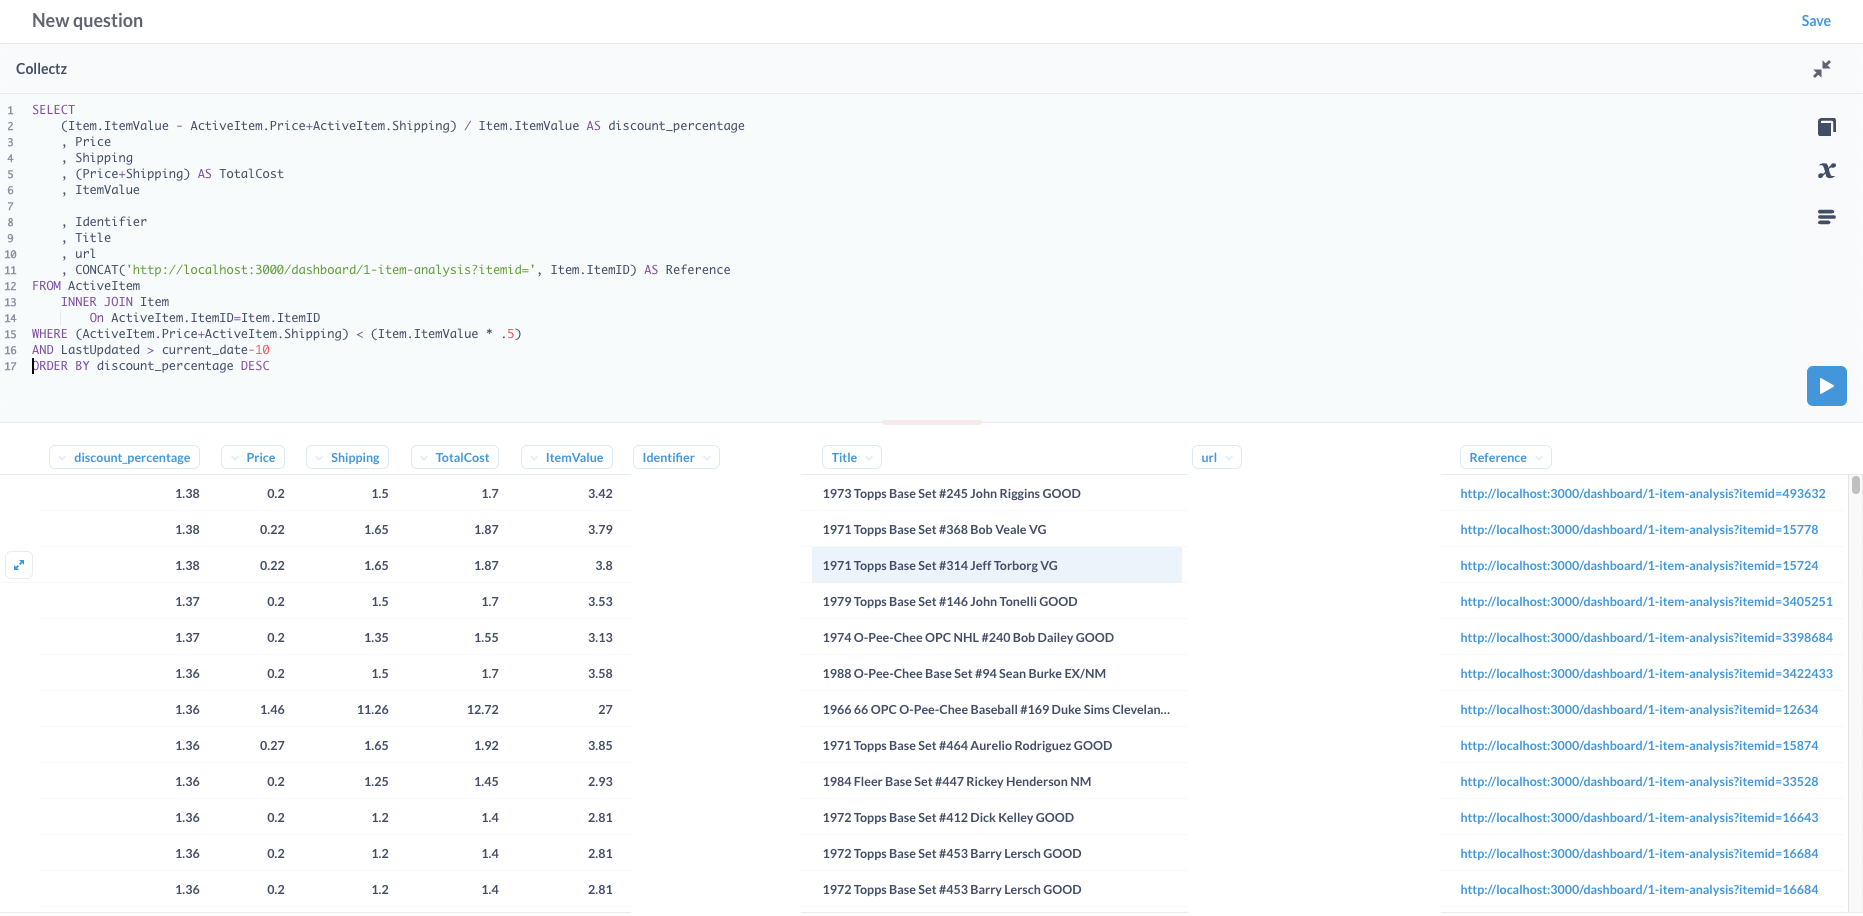 New question
Save
Collectz
1 SELECT
2 (Item.ItemValue - ActiveItem.Price+ActiveItem.Shipping) / Item.ItemValue AS discount_percentage
3 , Price
4 , Shipping
5 , (Price+Shipping) AS TotalCost
6 , ItemValue
7
8 , Identifier
9 , Title
10 , url
11 , CONCAT('http://localhost:3000/dashboard/1-item-analysis?itemid=', Item.ItemID) AS Reference
12 FROM ActiveItem
13 INNER JOIN Item
14 On ActiveItem.ItemID=Item.ItemID
15 WHERE (ActiveItem.Price+ActiveItem.Shipping) < (Item.ItemValue * .5)
16 AND LastUpdated > current_date-10
17 ORDER BY discount_percentage DESC
discount_percentage Price Shipping TotalCost ItemValue Identifier Title url Reference
1.38 0.2 1.5 1.7 3.42 1973 Topps Base Set #245 John Riggins GOOD http://localhost:3000/dashboard/1-item-analysis?itemid=493632
1.38 0.22 1.65 1.87 3.79 1971 Topps Base Set #368 Bob Veale VG http://localhost:3000/dashboard/1-item-analysis?itemid=15778
1.38 0.22 1.65 1.87 3.8 1971 Topps Base Set #314 Jeff Torborg VG http://localhost:3000/dashboard/1-item-analysis?itemid=15724
1.37 0.2 1.5 1.7 3.53 1979 Topps Base Set #146 John Tonelli GOOD http://localhost:3000/dashboard/1-item-analysis?itemid=3405251
1.37 0.2 1.35 1.55 3.13 1974 O-Pee-Chee OPC NHL #240 Bob Dailey GOOD http://localhost:3000/dashboard/1-item-analysis?itemid=3398684
1.36 0.2 1.5 1.7 3.58 1988 O-Pee-Chee Base Set #94 Sean Burke EX/NM http://localhost:3000/dashboard/1-item-analysis?itemid=3422433
1.36 1.46 11.26 12.72 27 1966 66 OPC O-Pee-Chee Baseball #169 Duke Sims Clevelan... http://localhost:3000/dashboard/1-item-analysis?itemid=12634
1.36 0.27 1.65 1.92 3.85 1971 Topps Base Set #464 Aurelio Rodriguez GOOD http://localhost:3000/dashboard/1-item-analysis?itemid=15874
1.36 0.2 1.25 1.45 2.93 1984 Fleer Base Set #447 Rickey Henderson NM http://localhost:3000/dashboard/1-item-analysis?itemid=33528
1.36 0.2 1.2 1.4 2.81 1972 Topps Base Set #412 Dick Kelley GOOD http://localhost:3000/dashboard/1-item-analysis?itemid=16643
1.36 0.2 1.2 1.4 2.81 1972 Topps Base Set #453 Barry Lersch GOOD http://localhost:3000/dashboard/1-item-analysis?itemid=16684
1.36 0.2 1.2 1.4 2.81 1972 Topps Base Set #453 Barry Lersch GOOD http://localhost:3000/dashboard/1-item-analysis?itemid=16684